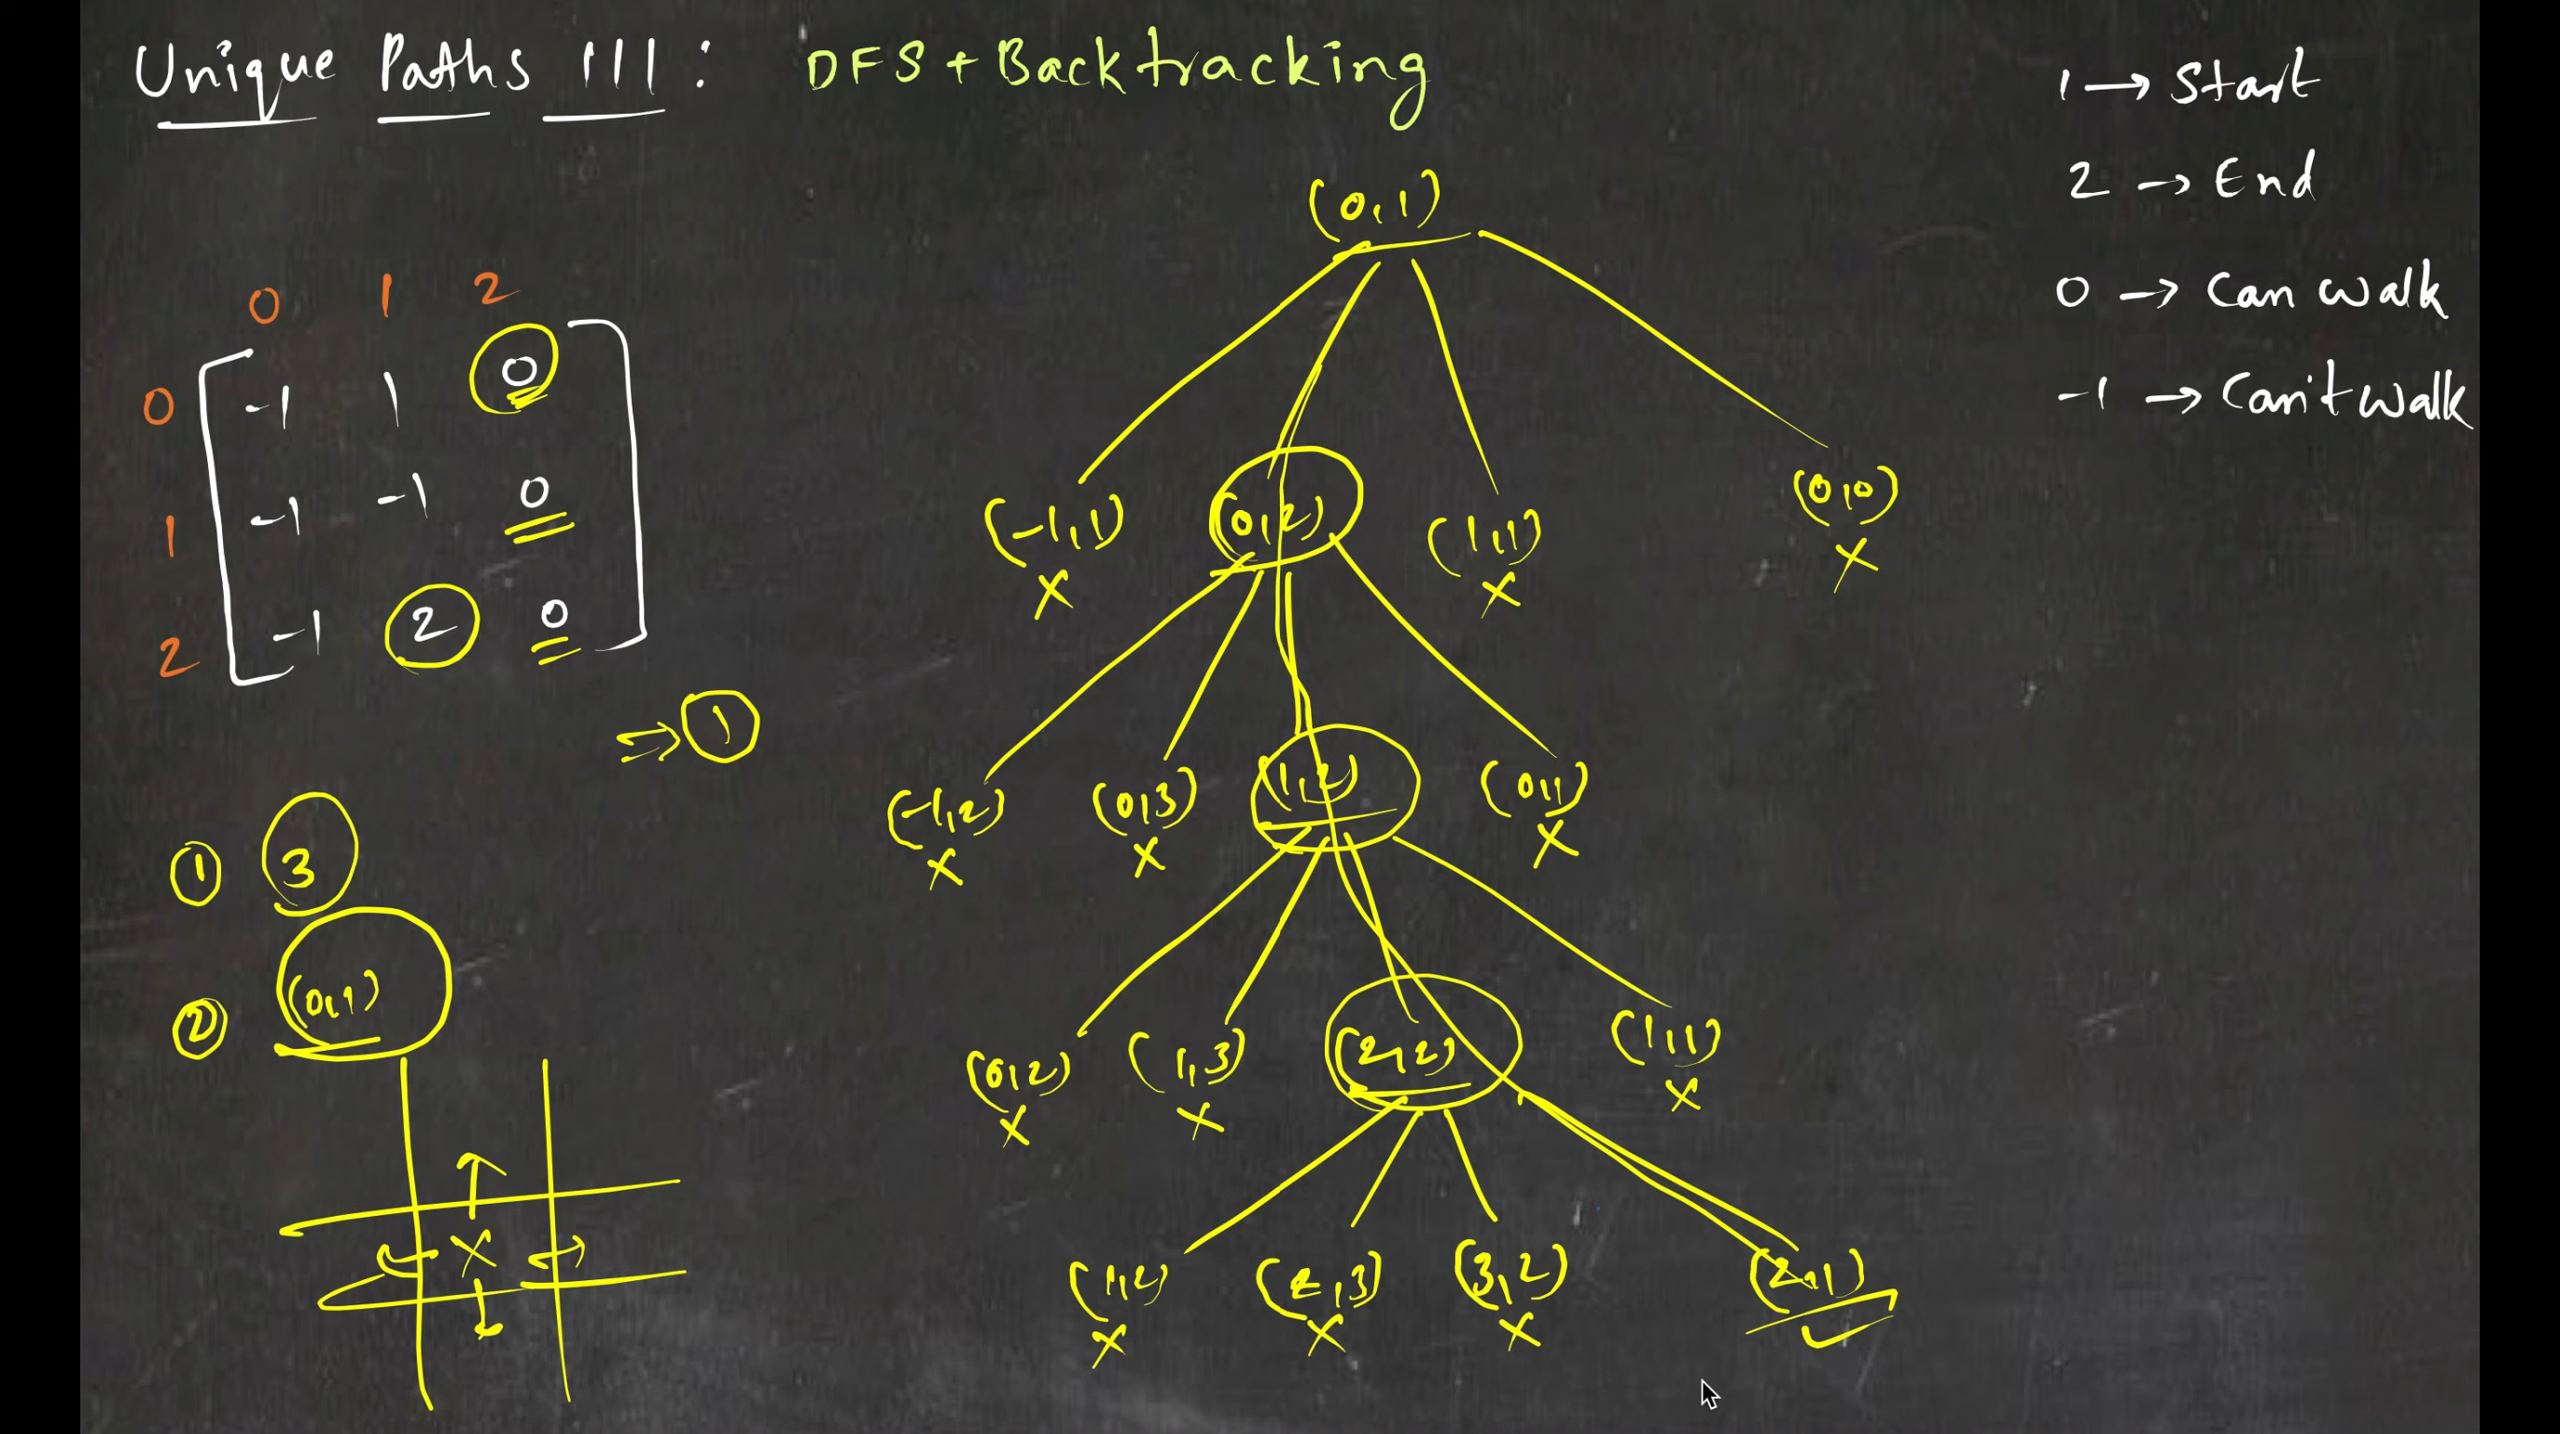 Unique Paths III : DFS + Backtracking
1 → Start
2 → End
0 → Can walk
-1 → Can't walk
0 1 2
0 -1 1 0
1 -1 -1 0
2 -1 2 0
⇒ 1
① 3
② (0,1)
X
(0,1)
(-1,1) (0,2) (1,1) (0,0)
X X X
(-1,2) (0,3) (1,2) (0,1)
X X X
(0,2) (1,3) (2,2) (1,1)
X X X
(1,2) (2,3) (3,2) (2,1)
X X X ✓